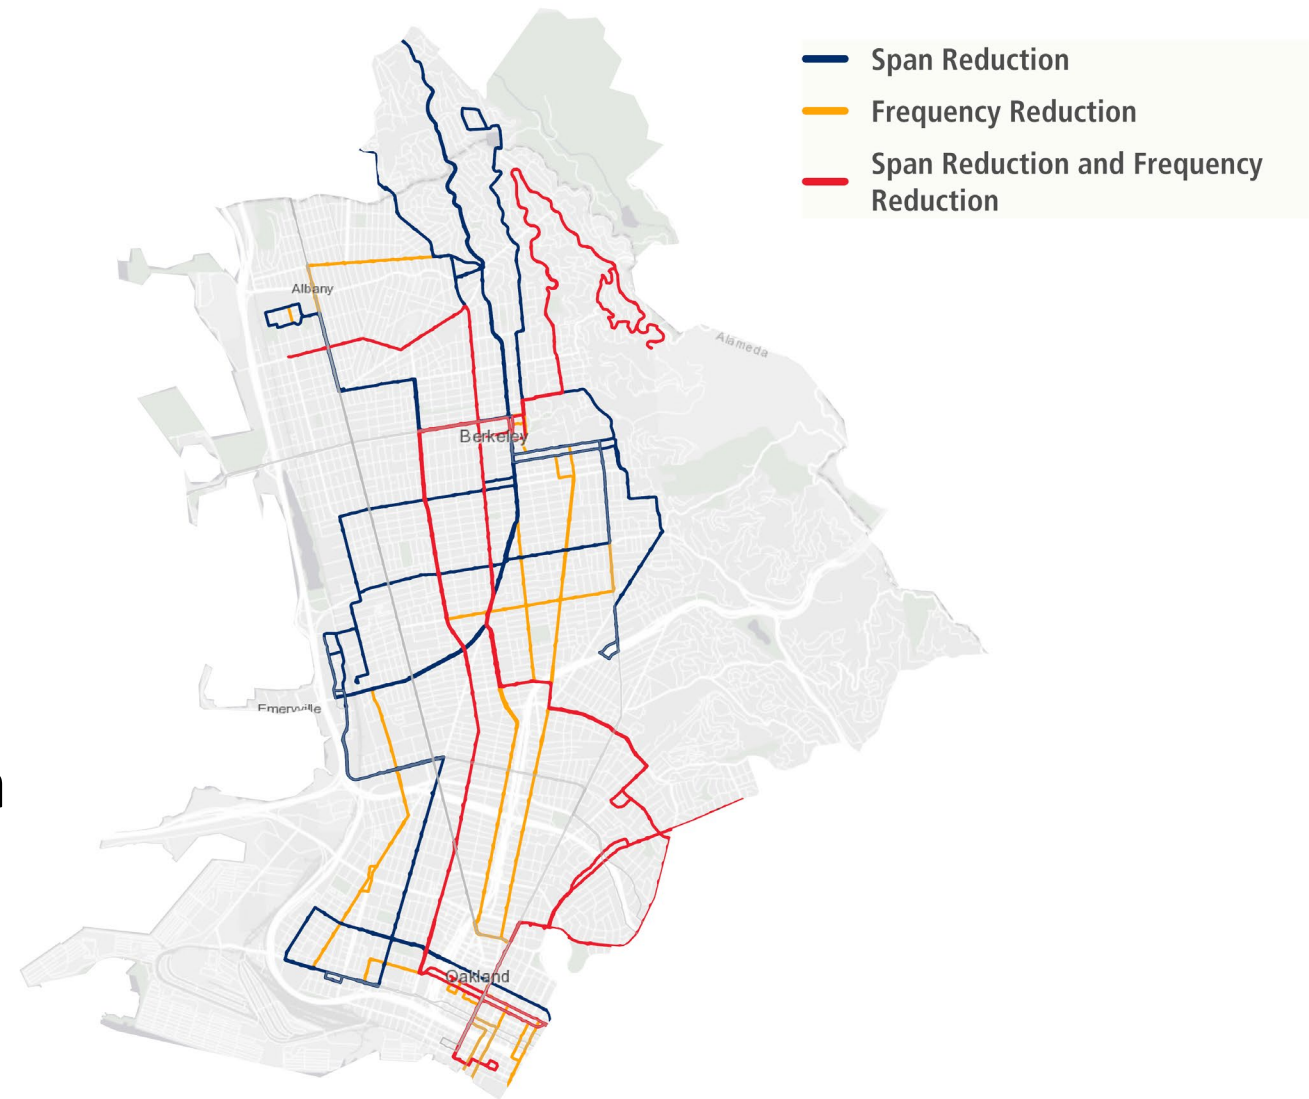 Span Reduction
Frequency Reduction
Span Reduction and Frequency
Reduction
Albany
Alameda
Berkeley
Emeryville
Oakland